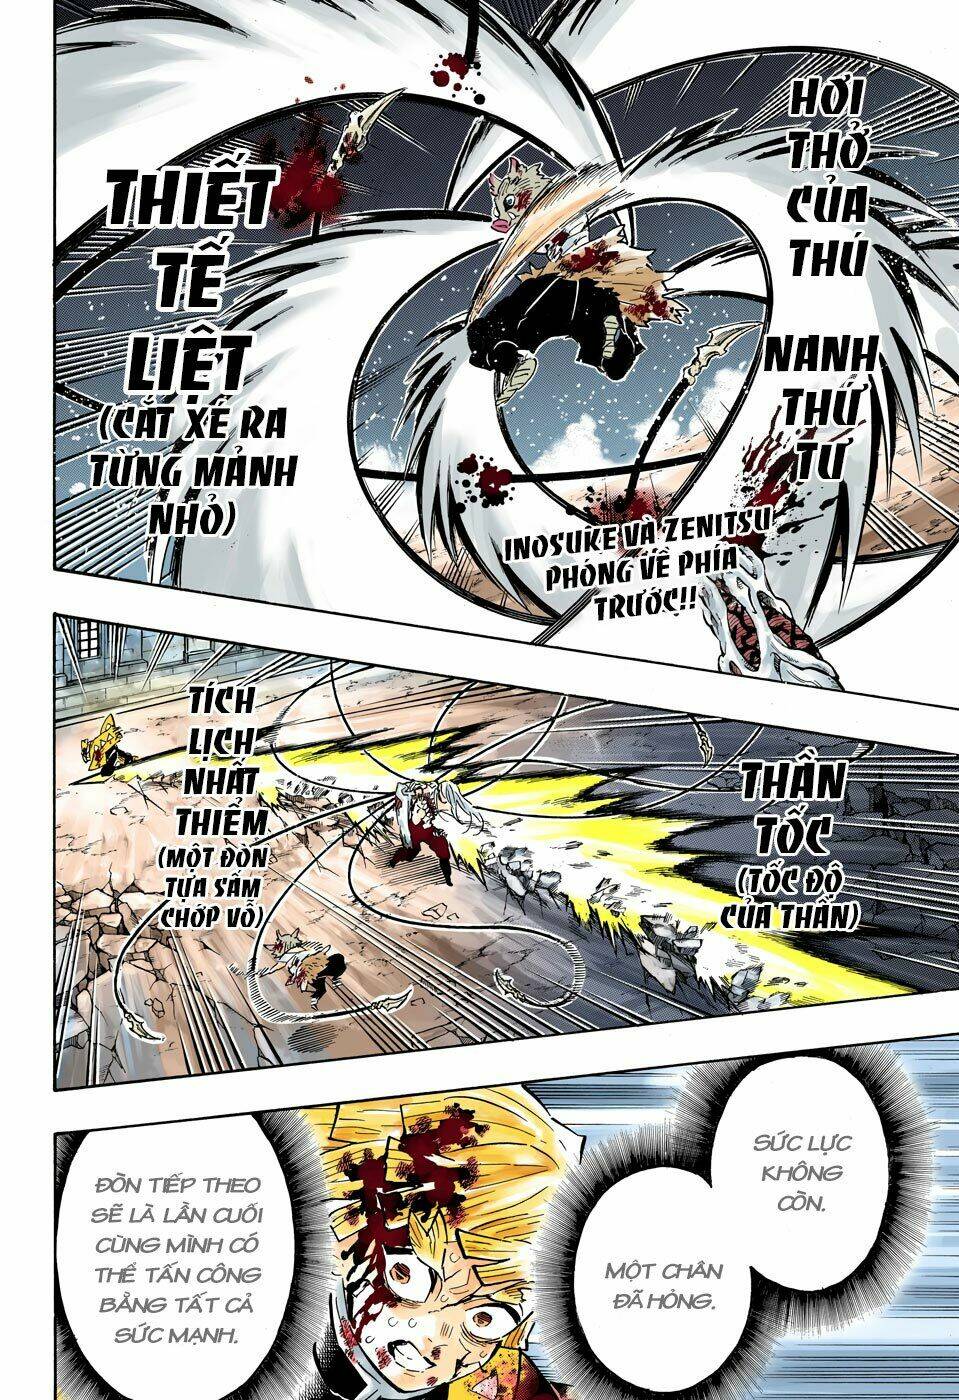 HƠI
THỞ
CỦA
THÚ
NANH
THỨ
TƯ
THIẾT
TẾ
LIỆT
(CẮT XẺ RA
TỪNG MẢNH
NHỎ)
INOSUKE VÀ ZENITSU
PHÒNG VỀ PHÍA
TRƯỚC!!
THẦN
TỐC
(TỐC ĐỘ
CỦA THẦN)
TÍCH
LỊCH
NHẤT
THIỂM
(MỘT ĐÒN
TỰA SẤM
CHỚP VỖ)
SỨC LỰC
KHÔNG
CÒN.
MỘT CHÂN
ĐÃ HỎNG.
ĐÒN TIẾP THEO
SẼ LÀ LẦN CUỐI
CÙNG MÌNH CÓ
THỂ TẤN CÔNG
BẰNG TẤT CẢ
SỨC MẠNH.